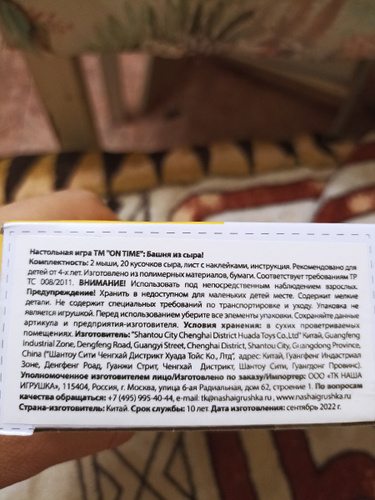 Настольная игра ТМ "ON TIME": Башня из сыра!
Комплектность: 2 мыши, 20 кусочков сыра, лист с наклейками, инструкция. Рекомендовано для
детей от 4-х лет. Изготовлено из полимерных материалов, бумаги. Соответствует требованиям ТР
ТС 008/2011. ВНИМАНИЕ! Использовать под непосредственным наблюдением взрослых.
Предупреждение! Хранить в недоступном для маленьких детей месте. Содержит мелкие
детали. Не содержит специальных требований по транспортировке и уходу. Упаковка не
является игрушкой. Перед использованием уберите все элементы упаковки. Сохраняйте данные
артикула и предприятия-изготовителя. Условия хранения: в сухих проветриваемых
помещениях. Изготовитель: "Shantou City Chenghai District Huada Toys Co.,Ltd" Китай, Guangfeng
Industrial Zone, Dengfeng Road, Guangyi Street, Chenghai District, Shantou City, Guangdong Province,
China ("Шантоу Сити Ченгхай Дистрикт Хуада Тойс Ко., Лтд", адрес: Китай, Гуангфинг Индастриал
Зоне, Денгфенг Роад, Гуанжи Стрит, Ченгхай Дистрикт, Шантоу Сити, Гуангдонг Провинс).
Уполномоченное изготовителем лицо/Изготовлено по заказу/Импортер: ООО «ТК НАША
ИГРУШКА», 115404, Россия, г. Москва, улица 6-я Радиальная, дом 62, строение 1. По вопросам
качества обращаться: +7 (495) 995-40-44, e-mail: tk@nashaigrushka.ru , www.nashaigrushka.ru
Страна-изготовитель: Китай. Срок службы: 10 лет. Дата изготовления: сентябрь 2022 г.